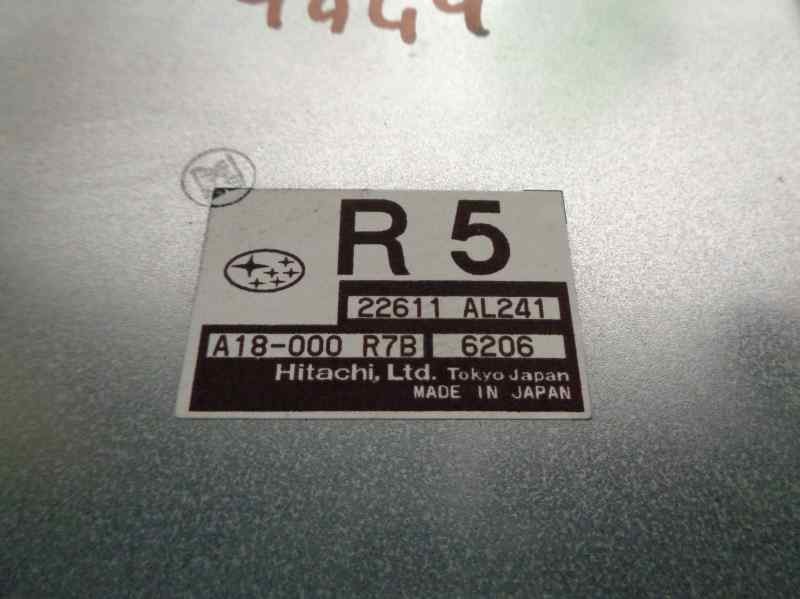 R 5
22611 AL241
A18-000 R7B 6206
Hitachi, Ltd. Tokyo Japan
MADE IN JAPAN